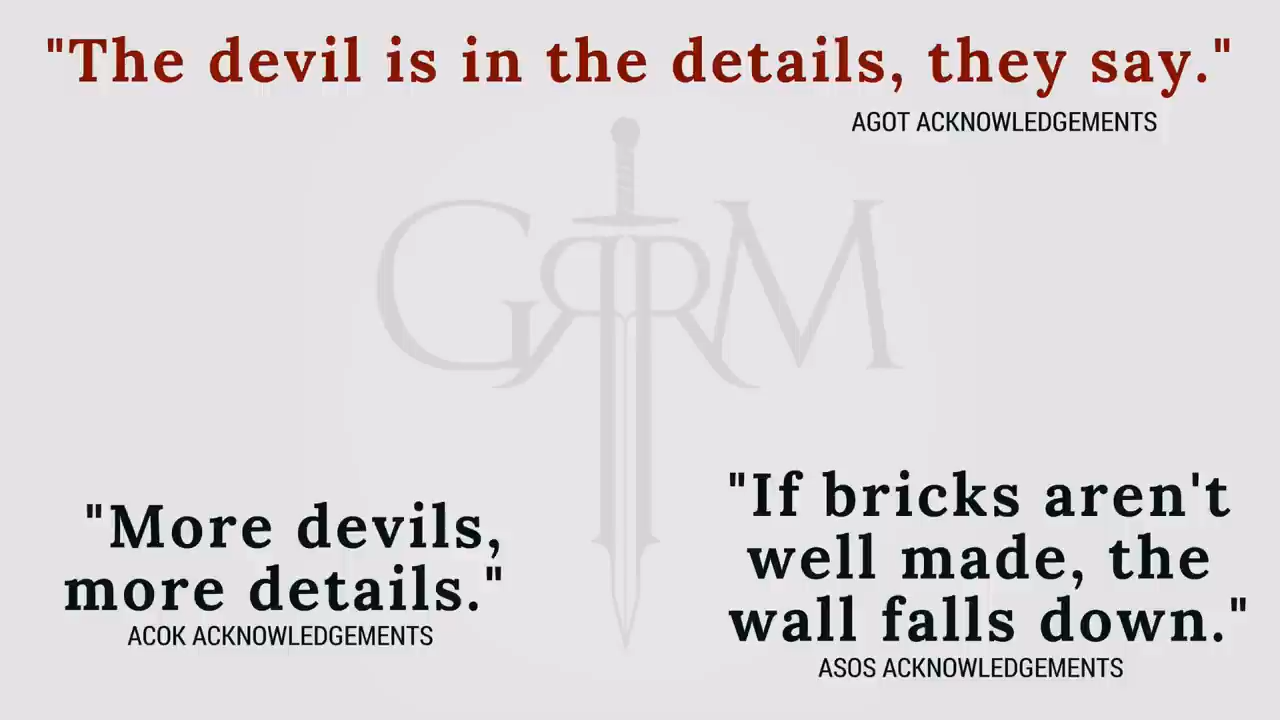 "The devil is in the details, they say."
AGOT ACKNOWLEDGEMENTS
GRRM
"More devils,
more details."
ACOK ACKNOWLEDGEMENTS
"If bricks aren't
well made, the
wall falls down."
ASOS ACKNOWLEDGEMENTS